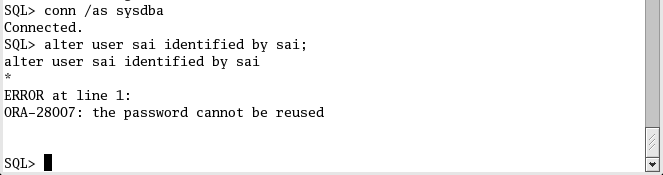 SQL> conn /as sysdba
Connected.
SQL> alter user sai identified by sai;
alter user sai identified by sai
*
ERROR at line 1:
ORA-28007: the password cannot be reused
SQL>